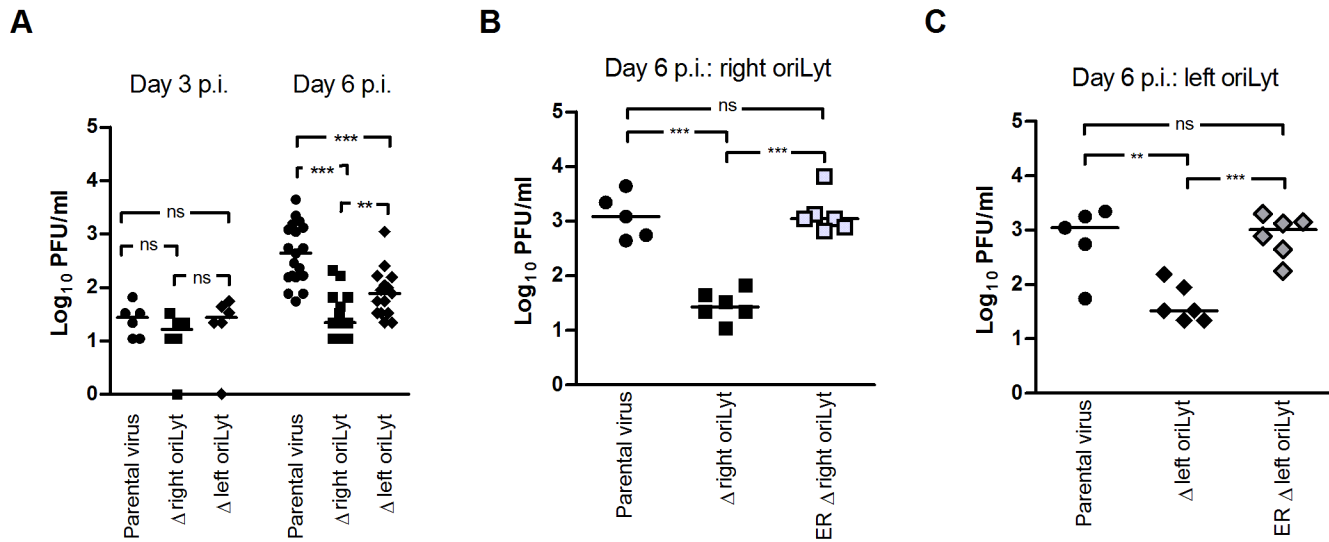 A
Day 3 p.i.
Day 6 p.i.
Log10 PFU/ml
5
4
3
2
1
0
ns
ns
ns
***
***
**
Parental virus
Δ right oriLyt
Δ left oriLyt
Parental virus
Δ right oriLyt
Δ left oriLyt
B
Day 6 p.i.: right oriLyt
Log10 PFU/ml
5
4
3
2
1
0
ns
***
***
Parental virus
Δ right oriLyt
ER Δ right oriLyt
C
Day 6 p.i.: left oriLyt
Log10 PFU/ml
5
4
3
2
1
0
ns
**
***
Parental virus
Δ left oriLyt
ER Δ left oriLyt